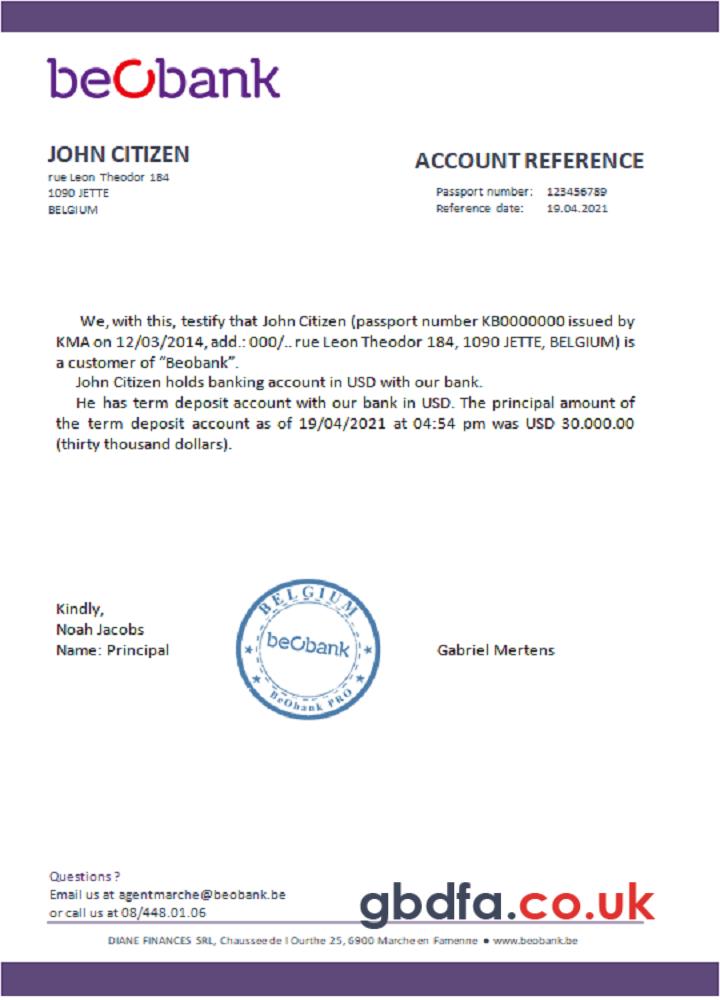 beobank
JOHN CITIZEN
rue Leon Theodor 184
1090 JETTE
BELGIUM
ACCOUNT REFERENCE
Passport number: 123456789
Reference date: 19.04.2021
We, with this, testify that John Citizen (passport number KB0000000 issued by
KMA on 12/03/2014, add.: 000/.. rue Leon Theodor 184, 1090 JETTE, BELGIUM) is
a customer of “Beobank”.
John Citizen holds banking account in USD with our bank.
He has term deposit account with our bank in USD. The principal amount of
the term deposit account as of 19/04/2021 at 04:54 pm was USD 30.000.00
(thirty thousand dollars).
Kindly,
Noah Jacobs
Name: Principal
BELGIUM
beobank
BeObank PRO
Gabriel Mertens
Questions?
Email us at agentmarche@beobank.be
or call us at 08/448.01.06
gbdfa.co.uk
DIANE FINANCES SRL, Chaussee de l Ourthe 25, 6900 Marche en Famenne • www.beobank.be